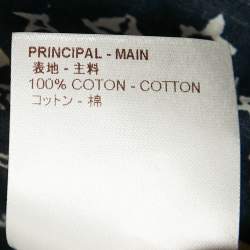 PRINCIPAL - MAIN
表地 - 主料
100% COTON - COTTON
コットン - 棉